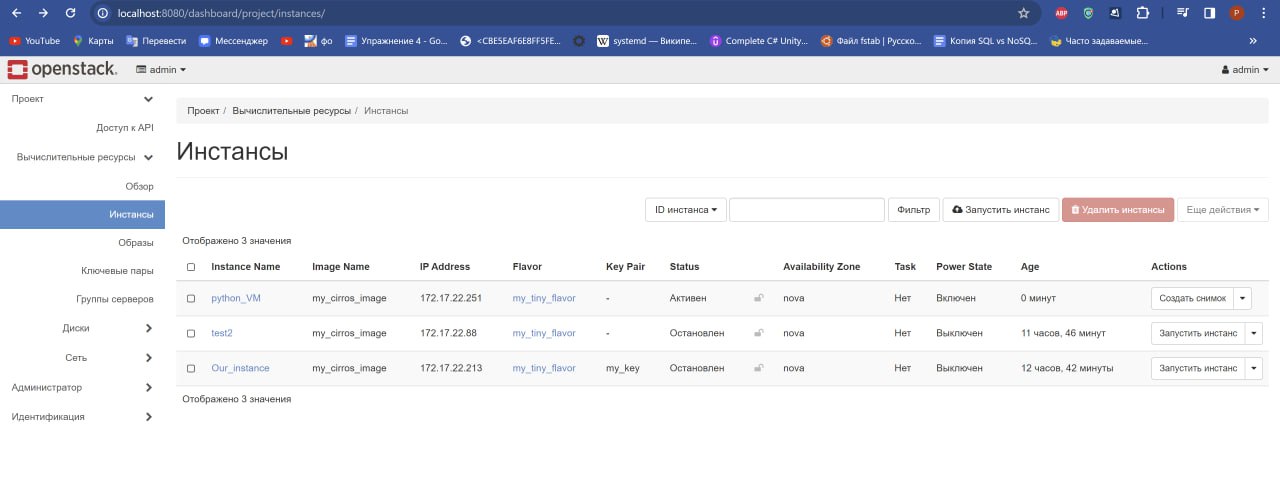 localhost:8080/dashboard/project/instances/
ABP
P
YouTube Карты Перевести Мессенджер фо Упражнение 4 - Go... <CBE5EAF6E8FF5FE... systemd — Википе... Complete C# Unity... Файл fstab | Русско... Копия SQL vs NoSQ... Часто задаваемые... »
openstack. admin admin
Проект
Доступ к API
Вычислительные ресурсы
Обзор
Инстансы
Образы
Ключевые пары
Группы серверов
Диски
Сеть
Администратор
Идентификация
Проект / Вычислительные ресурсы / Инстансы
Инстансы
ID инстанса Фильтр Запустить инстанс Удалить инстансы Еще действия
Отображено 3 значения
Instance Name Image Name IP Address Flavor Key Pair Status Availability Zone Task Power State Age Actions
python_VM my_cirros_image 172.17.22.251 my_tiny_flavor - Активен nova Нет Включен 0 минут Создать снимок
test2 my_cirros_image 172.17.22.88 my_tiny_flavor - Остановлен nova Нет Выключен 11 часов, 46 минут Запустить инстанс
Our_instance my_cirros_image 172.17.22.213 my_tiny_flavor my_key Остановлен nova Нет Выключен 12 часов, 42 минуты Запустить инстанс
Отображено 3 значения